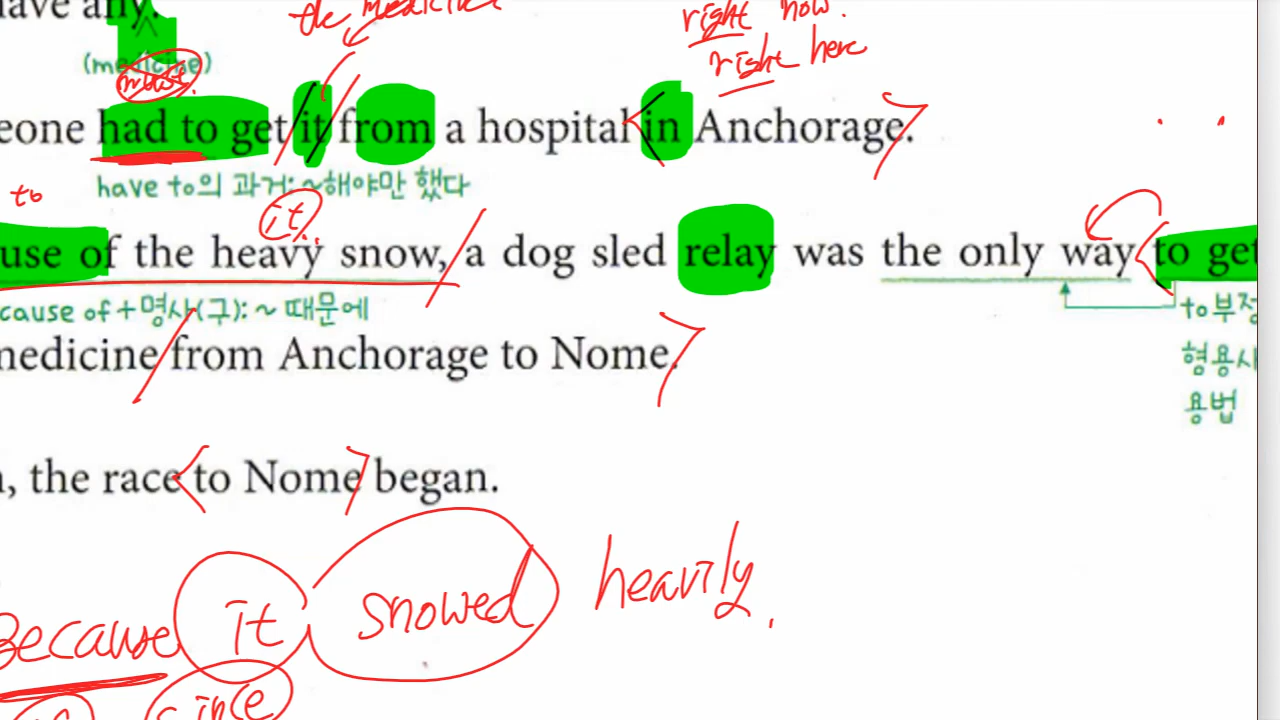 have any.
the medicine
right now.
right here
(medicine)
must.
eone had to get it from a hospital in Anchorage.
have to의 과거: ~해야만 했다
to
it
use of the heavy snow, a dog sled relay was the only way to get
cause of+명사(구): ~ 때문에
to부정
medicine from Anchorage to Nome.
형용사
용법
, the race to Nome began.
Because it snowed heavily.
since